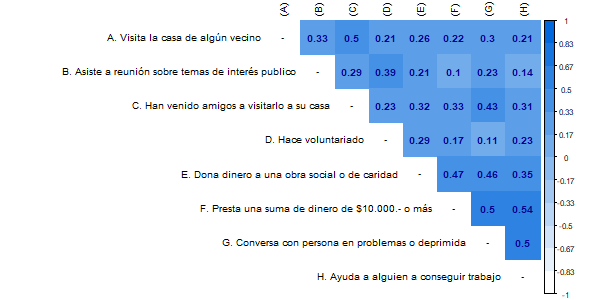 (A) (B) (C) (D) (E) (F) (G) (H)
A. Visita la casa de algún vecino - 0.33 0.5 0.21 0.26 0.22 0.3 0.21
B. Asiste a reunión sobre temas de interés publico - 0.29 0.39 0.21 0.1 0.23 0.14
C. Han venido amigos a visitarlo a su casa - 0.23 0.32 0.33 0.43 0.31
D. Hace voluntariado - 0.29 0.17 0.11 0.23
E. Dona dinero a una obra social o de caridad - 0.47 0.46 0.35
F. Presta una suma de dinero de $10.000.- o más - 0.5 0.54
G. Conversa con persona en problemas o deprimida - 0.5
H. Ayuda a alguien a conseguir trabajo -
1
0.83
0.67
0.5
0.33
0.17
0
-0.17
-0.33
-0.5
-0.67
-0.83
-1